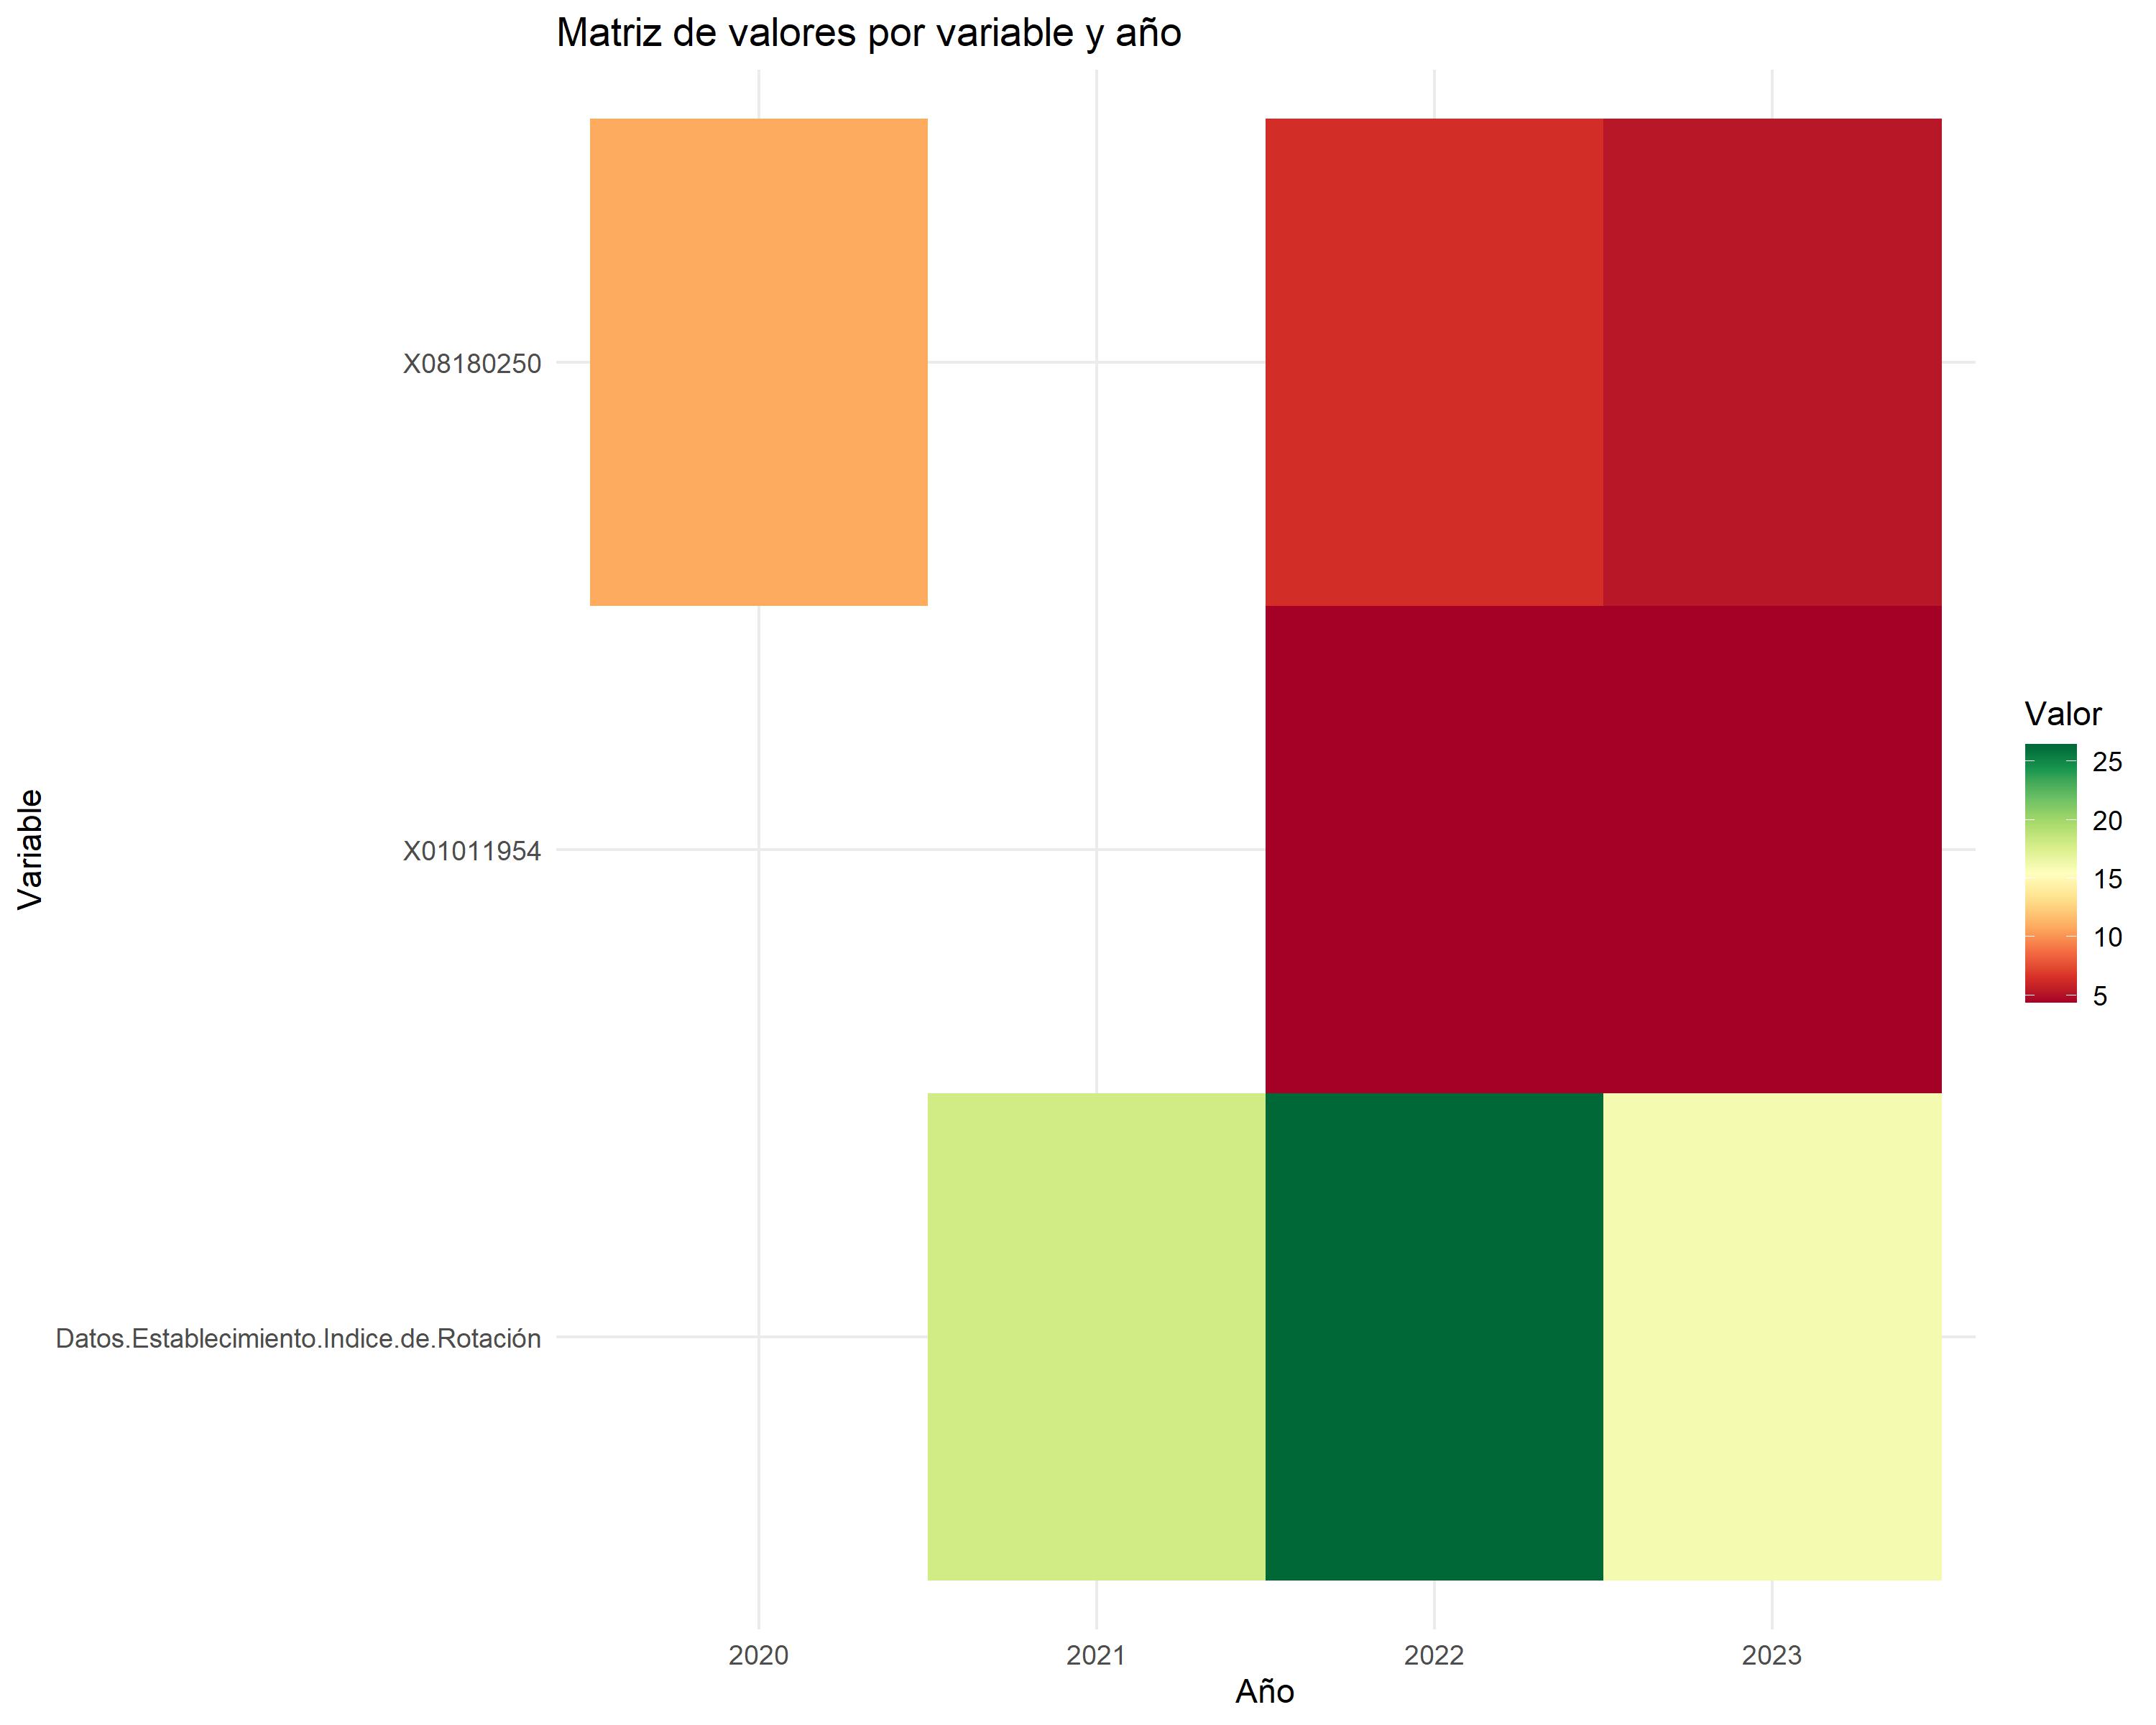 Matriz de valores por variable y año
X08180250
X01011954
Datos.Establecimiento.Indice.de.Rotación
Variable
2020 2021 2022 2023
Año
Valor
25
20
15
10
5